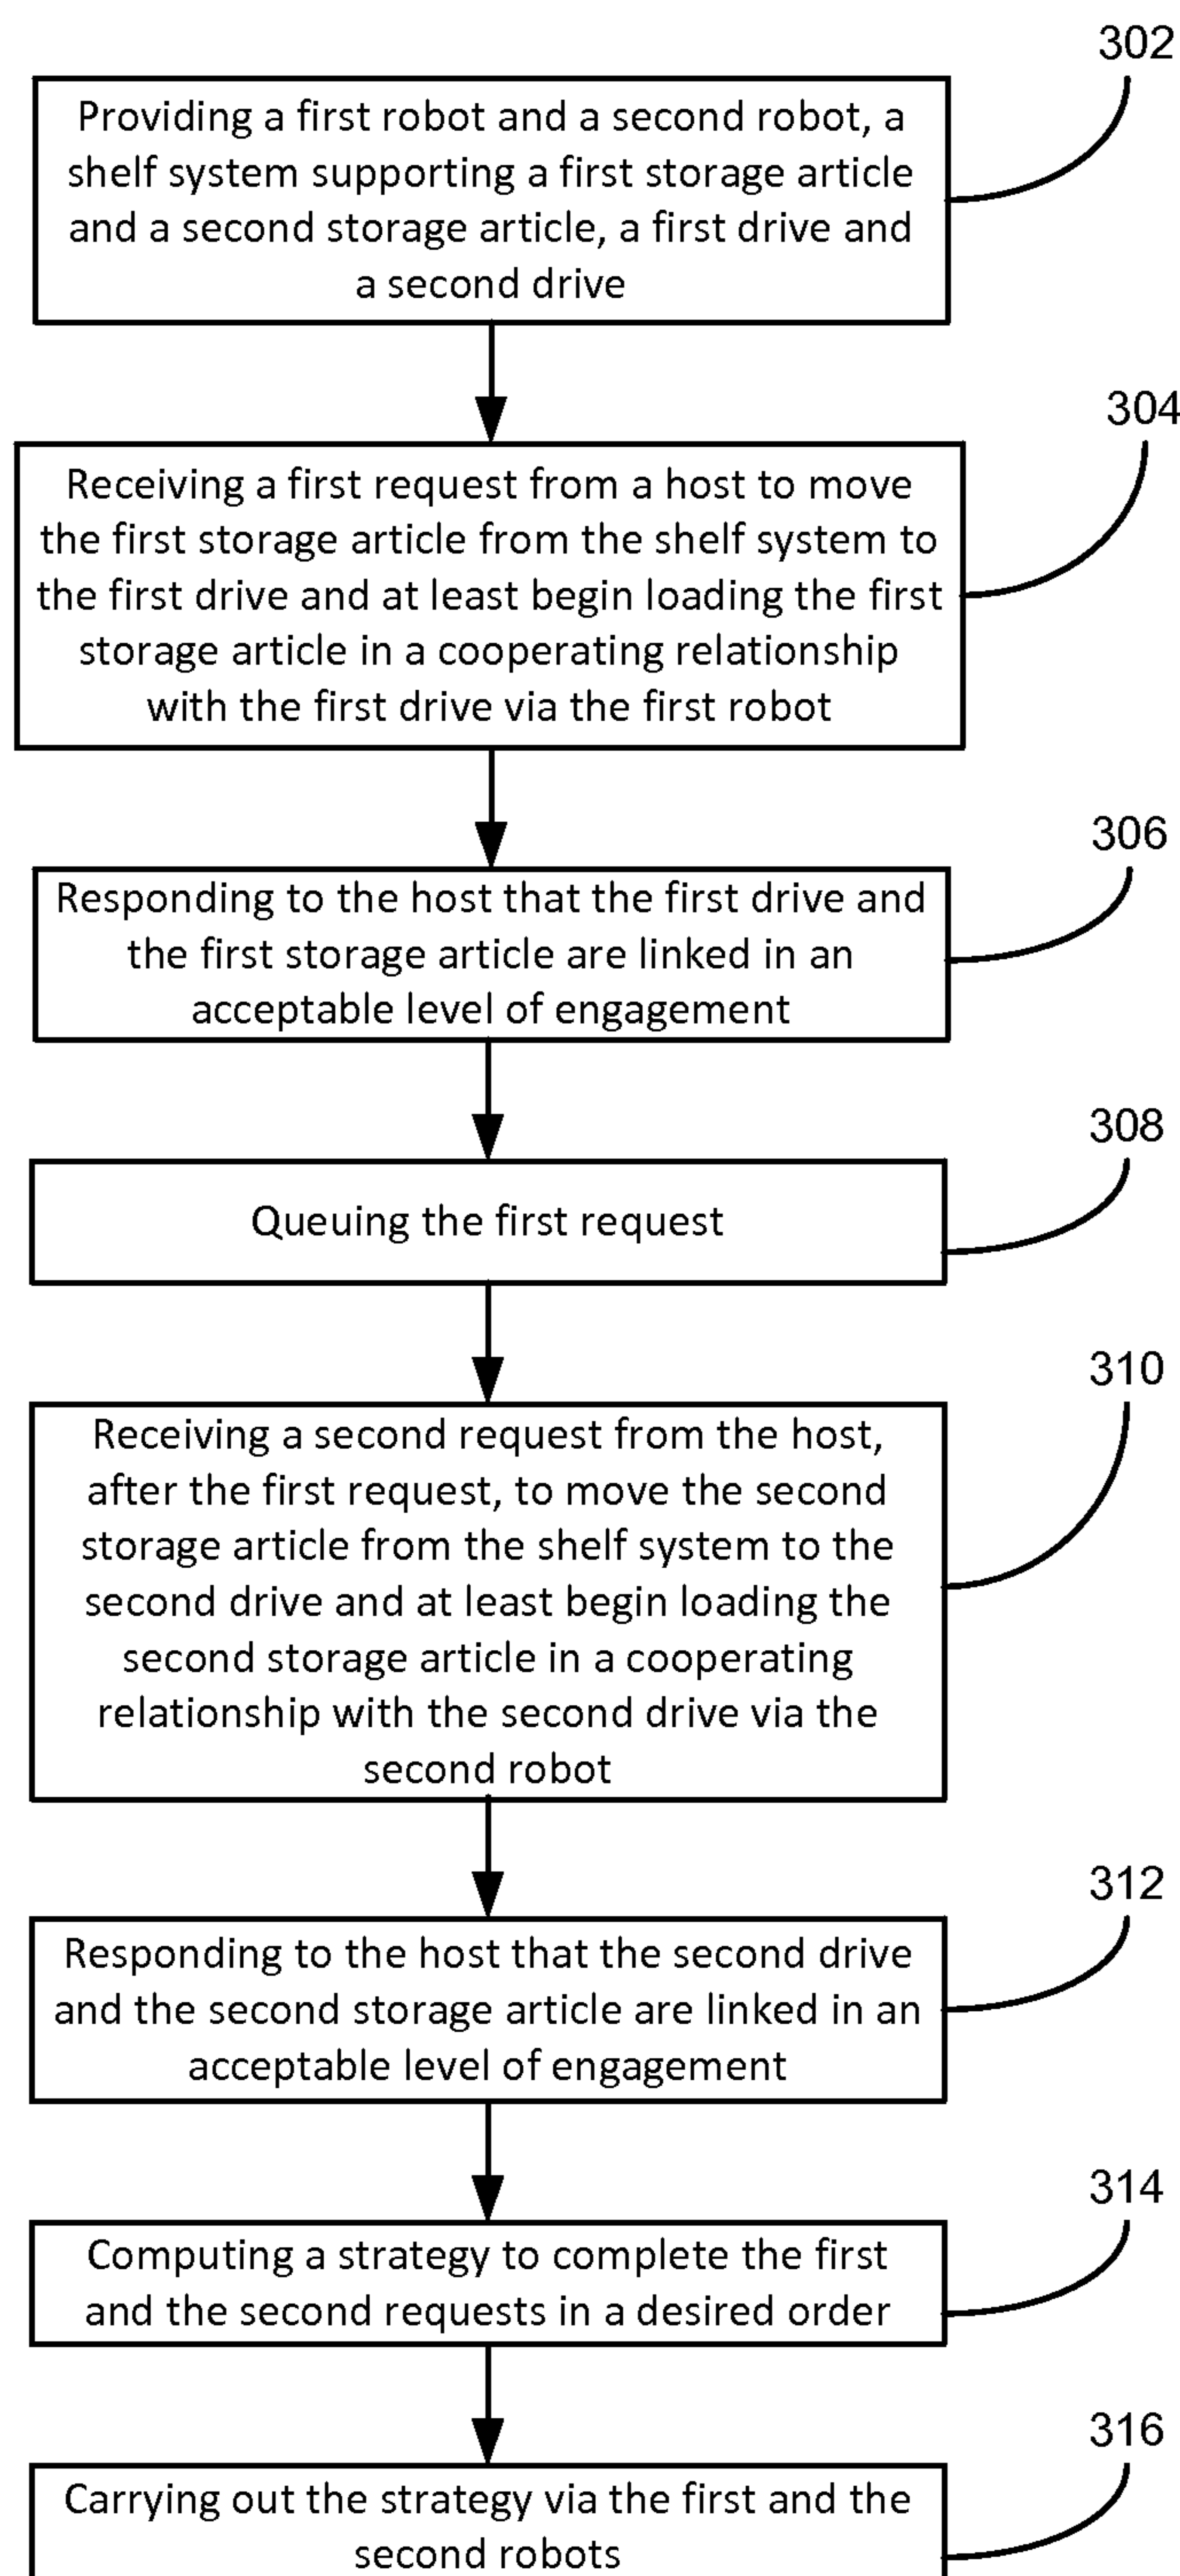 302
Providing a first robot and a second robot, a
shelf system supporting a first storage article
and a second storage article, a first drive and
a second drive
304
Receiving a first request from a host to move
the first storage article from the shelf system to
the first drive and at least begin loading the first
storage article in a cooperating relationship
with the first drive via the first robot
306
Responding to the host that the first drive and
the first storage article are linked in an
acceptable level of engagement
308
Queuing the first request
310
Receiving a second request from the host,
after the first request, to move the second
storage article from the shelf system to the
second drive and at least begin loading the
second storage article in a cooperating
relationship with the second drive via the
second robot
312
Responding to the host that the second drive
and the second storage article are linked in an
acceptable level of engagement
314
Computing a strategy to complete the first
and the second requests in a desired order
316
Carrying out the strategy via the first and the
second robots